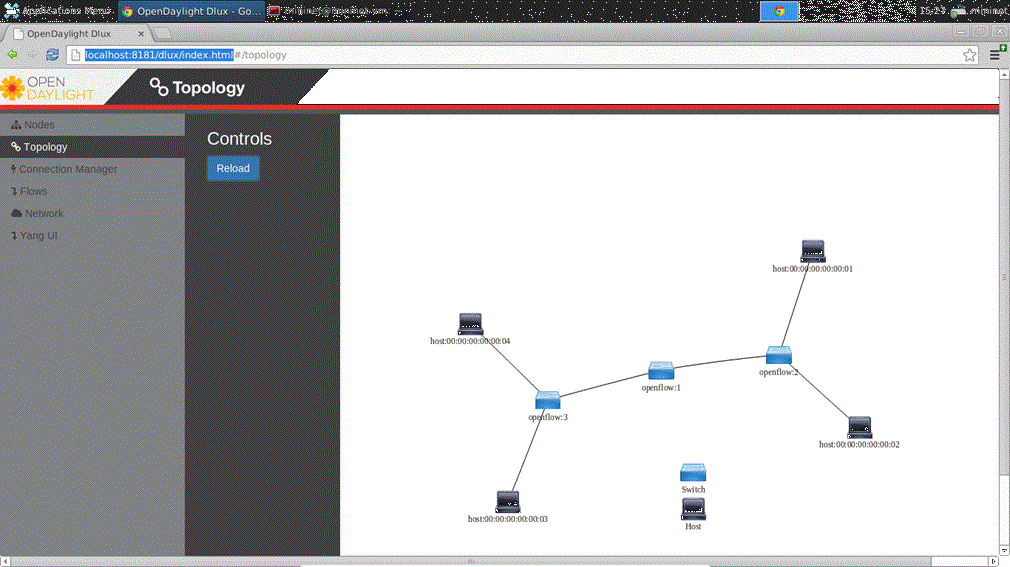 Applications Menu
OpenDaylight Dlux - Go...
OpenDaylight Dlux
localhost:8181/dlux/index.html#/topology
OPEN
DAYLIGHT
Topology
Nodes
Topology
Connection Manager
Flows
Network
Yang UI
Controls
Reload
host:00:00:00:00:00:01
host:00:00:00:00:00:04
openflow:2
openflow:1
openflow:3
host:00:00:00:00:00:02
Switch
host:00:00:00:00:00:03
Host